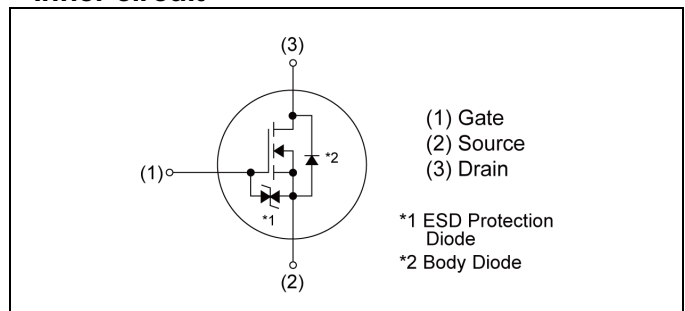 (3)
(1) Gate
(2) Source
(3) Drain
*2
(1)
*1
*1 ESD Protection
Diode
*2 Body Diode
(2)